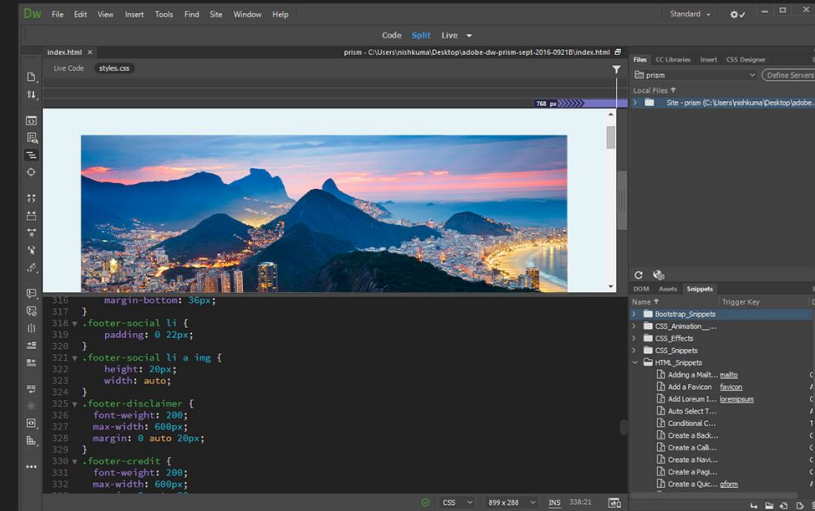 Dw File Edit View Insert Tools Find Site Window Help Standard
Code Split Live
index.html × prism - C:\Users\nishkuma\Desktop\adobe-dw-prism-sept-2016-0921B\index.html
Live Code styles.css
768 px
Files CC Libraries Insert CSS Designer
prism Define Servers
Local Files
Site - prism (C:\Users\nishkuma\Desktop\adobe...
316 margin-bottom: 36px;
317 }
318 .footer-social li {
319 padding: 0 22px;
320 }
321 .footer-social li a img {
322 height: 20px;
323 width: auto;
324 }
325 .footer-disclaimer {
326 font-weight: 200;
327 max-width: 600px;
328 margin: 0 auto 20px;
329 }
330 .footer-credit {
331 font-weight: 200;
332 max-width: 600px;
CSS 899 x 288 INS 338:21
DOM Assets Snippets
Name Trigger Key
Bootstrap_Snippets
CSS_Animation__...
CSS_Effects
CSS_Snippets
HTML_Snippets
Adding a Mailt... mailto
Add a Favicon favicon
Add Loreum I... loremipsum
Auto Select T...
Conditional C...
Create a Back...
Create a Calli...
Create a Navi...
Create a Pagi...
Create a Quic... qform